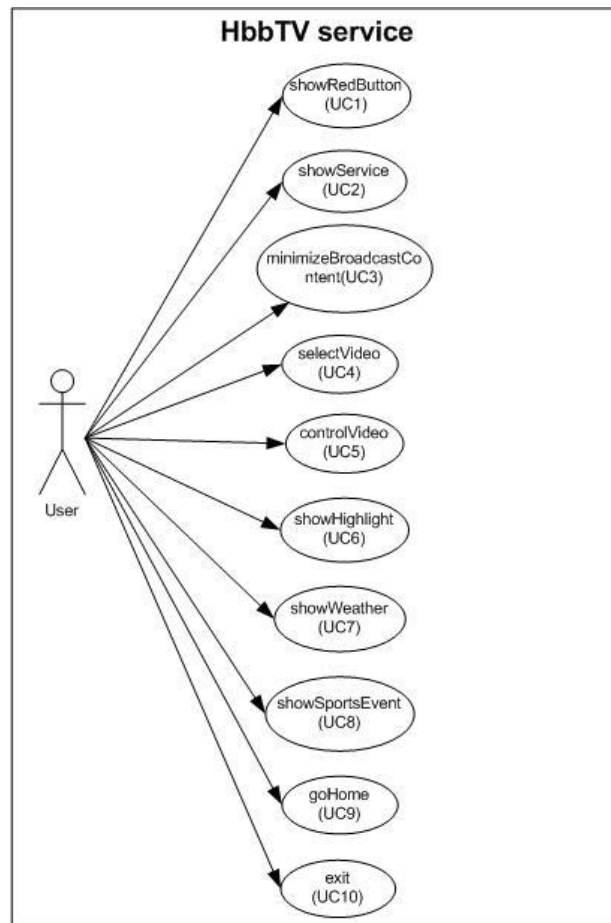 HbbTV service
showRedButton
(UC1)
showService
(UC2)
minimizeBroadcastCo
ntent(UC3)
selectVideo
(UC4)
controlVideo
(UC5)
User
showHighlight
(UC6)
showWeather
(UC7)
showSportsEvent
(UC8)
goHome
(UC9)
exit
(UC10)